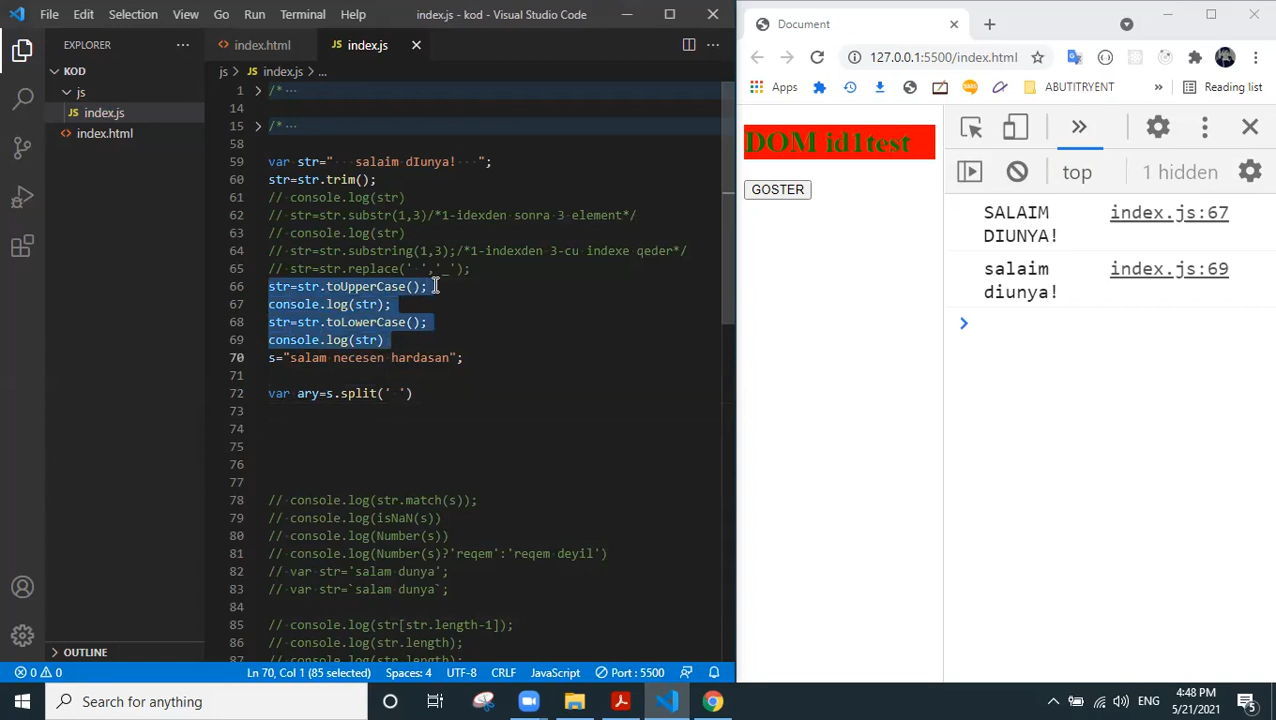 File Edit Selection View Go Run Terminal Help index.js - kod - Visual Studio Code
EXPLORER
KOD
js
index.js
index.html
OUTLINE
index.html index.js
js > index.js > ...
1 /* ...
14
15 /* ...
58
59 var str="   salaim dIunya!   ";
60 str=str.trim();
61 // console.log(str)
62 // str=str.substr(1,3)/*1-idexden sonra 3 element*/
63 // console.log(str)
64 // str=str.substring(1,3);/*1-indexden 3-cu indexe qeder*/
65 // str=str.replace(' ','_');
66 str=str.toUpperCase();
67 console.log(str);
68 str=str.toLowerCase();
69 console.log(str)
70 s="salam necesen hardasan";
71
72 var ary=s.split(' ')
73
74
75
76
77
78 // console.log(str.match(s));
79 // console.log(isNaN(s))
80 // console.log(Number(s))
81 // console.log(Number(s)?'reqem':'reqem deyil')
82 // var str='salam dunya';
83 // var str=`salam dunya`;
84
85 // console.log(str[str.length-1]);
86 // console.log(str.length);
87 // console.log(str.length);
0 0 Ln 70, Col 1 (85 selected) Spaces: 4 UTF-8 CRLF JavaScript Port : 5500
Document
127.0.0.1:5500/index.html
Apps ABUTITRYENT » Reading list
DOM id1test
GOSTER
top 1 hidden
SALAIM index.js:67
DIUNYA!
salaim index.js:69
diunya!
Search for anything
ENG 4:48 PM
5/21/2021 5